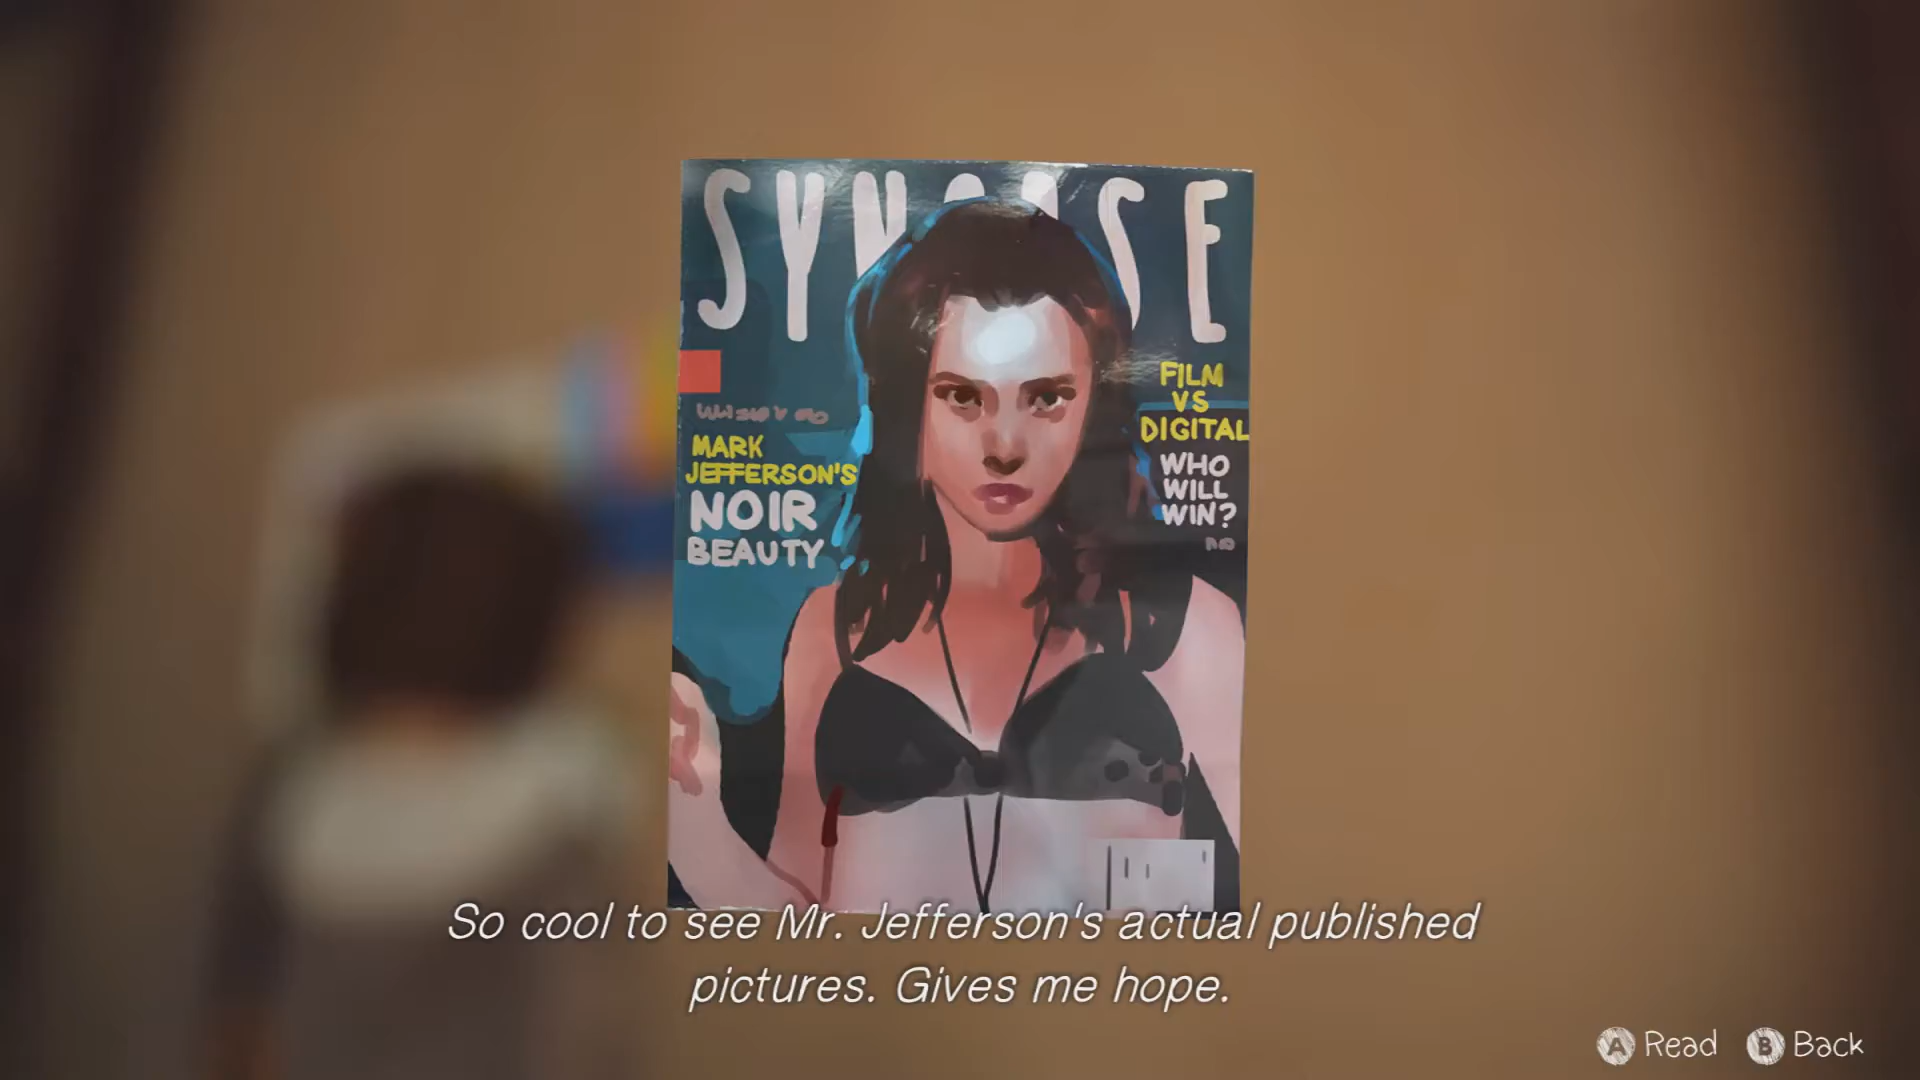 SYN SE
MARK
JEFFERSON'S
NOIR
BEAUTY
FILM
VS
DIGITAL
WHO
WILL
WIN?
So cool to see Mr. Jefferson's actual published
pictures. Gives me hope.
A Read B Back